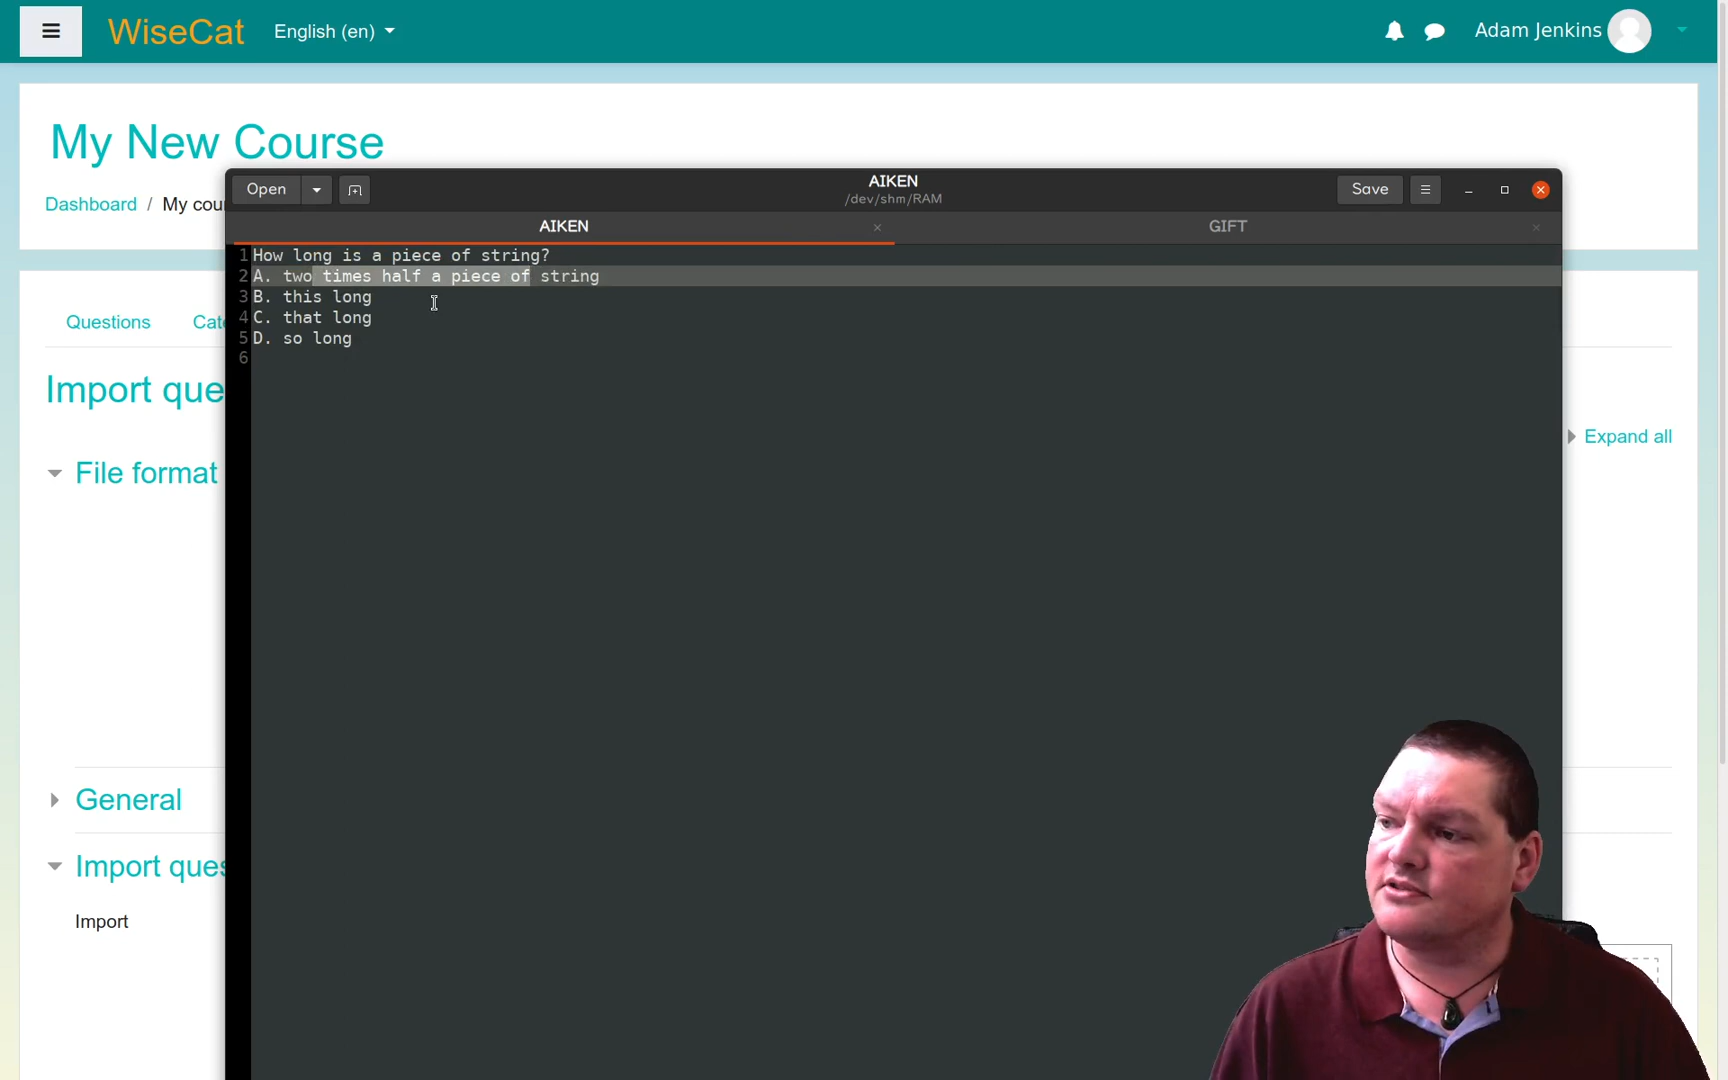 WiseCat
English (en)
Adam Jenkins
My New Course
Dashboard / My cour
Open
AIKEN
/dev/shm/RAM
Save
AIKEN
GIFT
1 How long is a piece of string?
2 A. two times half a piece of string
3 B. this long
4 C. that long
5 D. so long
6
Questions
Cate
Import que
Expand all
File format
General
Import ques
Import